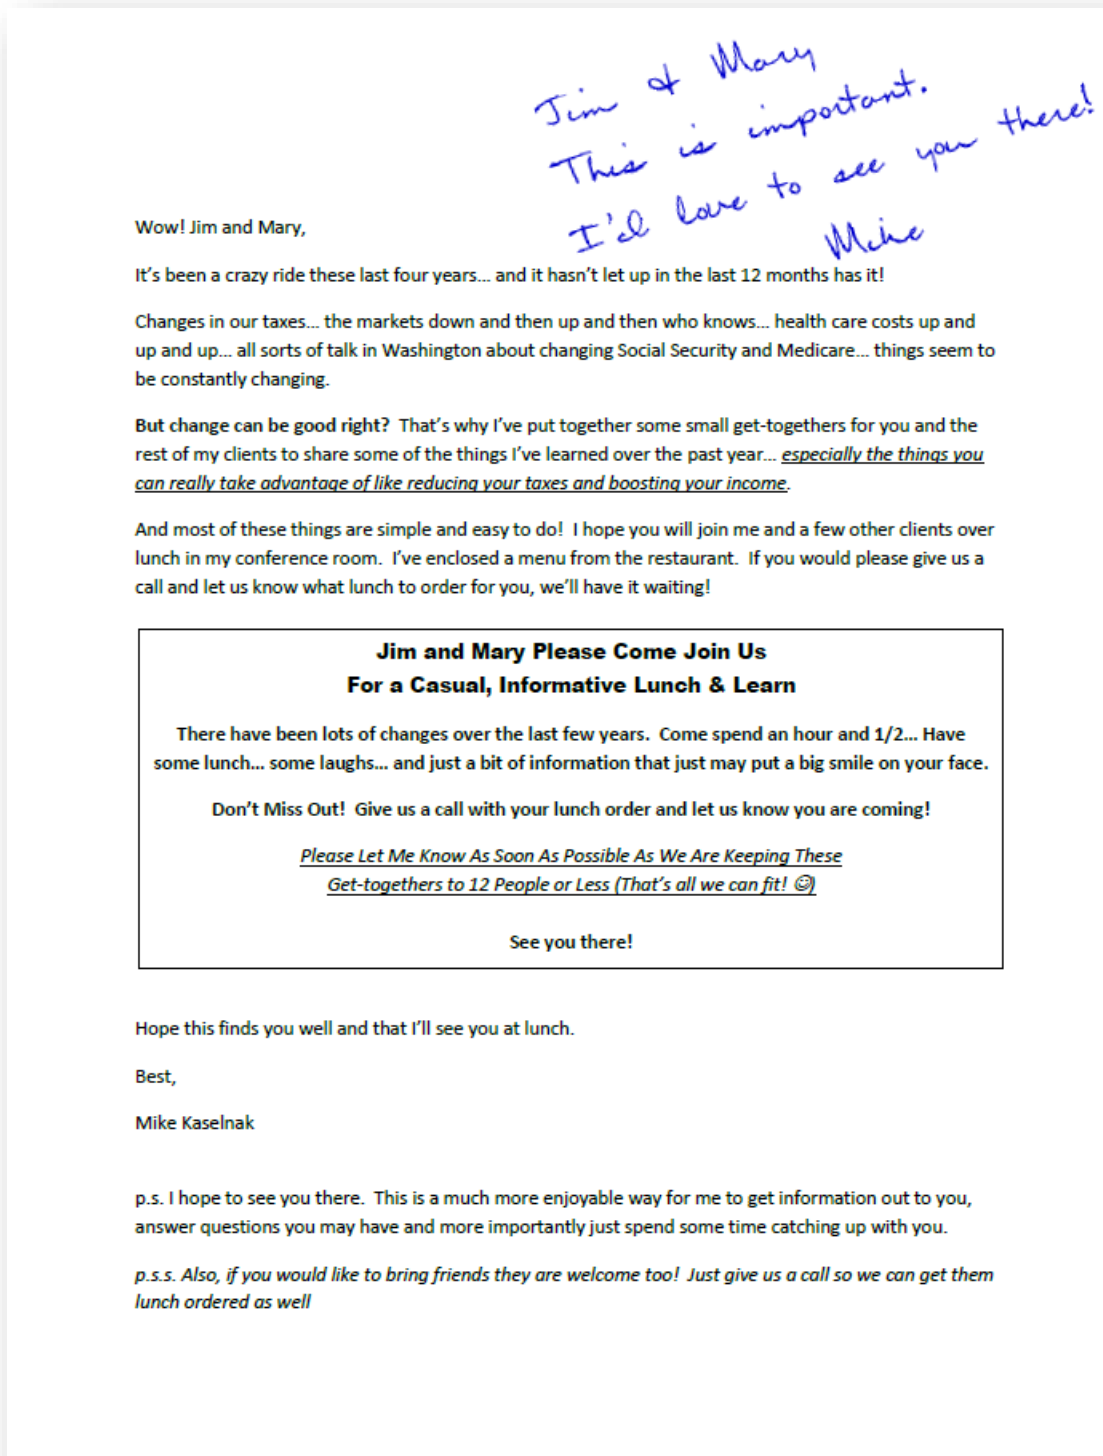 Jim & Mary
This is important.
I'd love to see you there!
Mike
Wow! Jim and Mary,
It's been a crazy ride these last four years... and it hasn't let up in the last 12 months has it!
Changes in our taxes... the markets down and then up and then who knows... health care costs up and
up and up... all sorts of talk in Washington about changing Social Security and Medicare... things seem to
be constantly changing.
But change can be good right?  That's why I've put together some small get-togethers for you and the
rest of my clients to share some of the things I've learned over the past year... especially the things you
can really take advantage of like reducing your taxes and boosting your income.
And most of these things are simple and easy to do!  I hope you will join me and a few other clients over
lunch in my conference room.  I've enclosed a menu from the restaurant.  If you would please give us a
call and let us know what lunch to order for you, we'll have it waiting!
Jim and Mary Please Come Join Us
For a Casual, Informative Lunch & Learn
There have been lots of changes over the last few years.  Come spend an hour and 1/2... Have
some lunch... some laughs... and just a bit of information that just may put a big smile on your face.
Don't Miss Out!  Give us a call with your lunch order and let us know you are coming!
Please Let Me Know As Soon As Possible As We Are Keeping These
Get-togethers to 12 People or Less (That's all we can fit! ☺)
See you there!
Hope this finds you well and that I'll see you at lunch.
Best,
Mike Kaselnak
p.s. I hope to see you there.  This is a much more enjoyable way for me to get information out to you,
answer questions you may have and more importantly just spend some time catching up with you.
p.s.s. Also, if you would like to bring friends they are welcome too!  Just give us a call so we can get them
lunch ordered as well